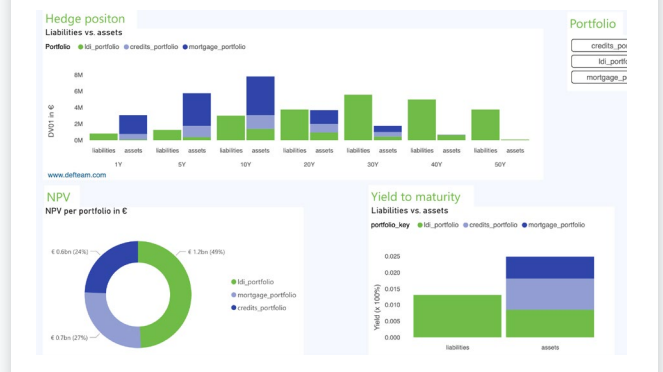 Hedge positon
Liabilities vs. assets
Portfolio ldi_portfolio credits_portfolio mortgage_portfolio
DV01 in €
8M
6M
4M
2M
0M
liabilities assets liabilities assets liabilities assets liabilities assets liabilities assets liabilities assets liabilities assets
1Y 5Y 10Y 20Y 30Y 40Y 50Y
www.defteam.com
Portfolio
credits_po
ldi_portfo
mortgage_p
NPV
NPV per portfolio in €
€ 0.6bn (24%)
€ 1.2bn (49%)
€ 0.7bn (27%)
ldi_portfolio
mortgage_portfolio
credits_portfolio
Yield to maturity
Liabilities vs. assets
portfolio_key ldi_portfolio credits_portfolio mortgage_portfolio
Yield (x 100%)
0.025
0.020
0.015
0.010
0.005
0.000
liabilities assets